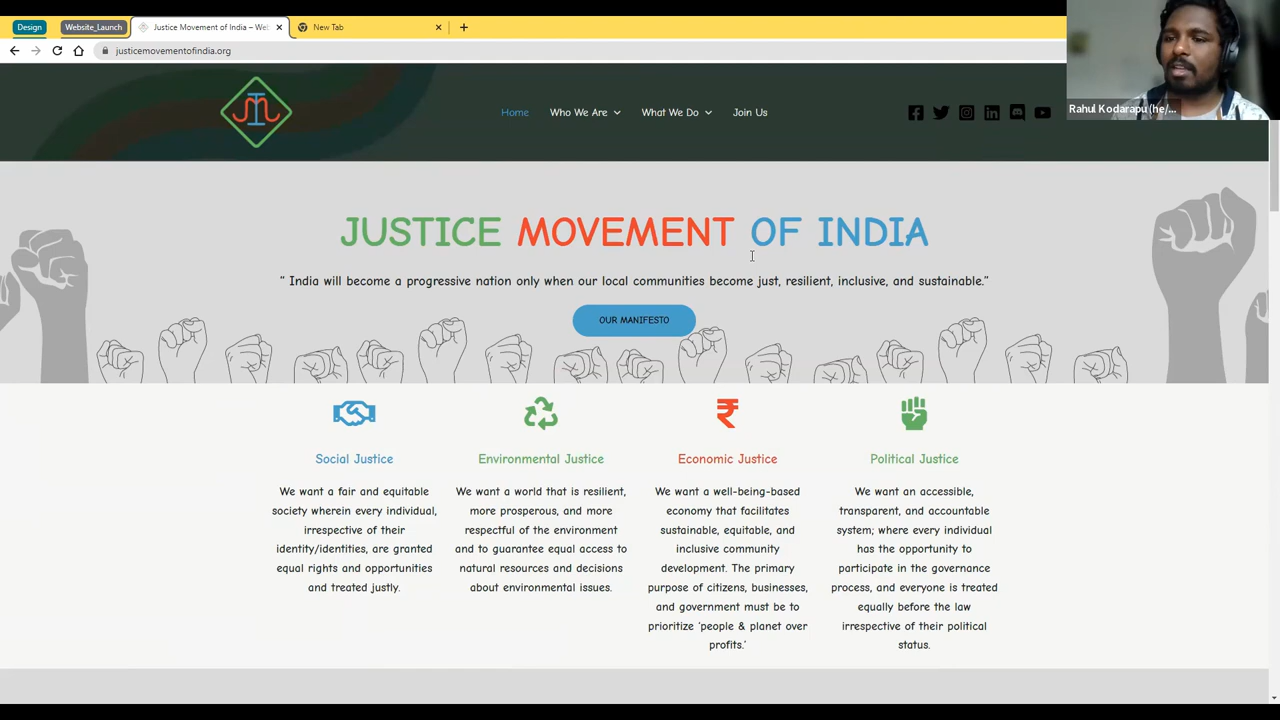 Design
Website_Launch
Justice Movement of India – Wel
New Tab
justicemovementofindia.org
Rahul Kodarapu (he/...
Home
Who We Are
What We Do
Join Us
JUSTICE MOVEMENT OF INDIA
“ India will become a progressive nation only when our local communities become just, resilient, inclusive, and sustainable.”
OUR MANIFESTO
Social Justice
We want a fair and equitable
society wherein every individual,
irrespective of their
identity/identities, are granted
equal rights and opportunities
and treated justly.
Environmental Justice
We want a world that is resilient,
more prosperous, and more
respectful of the environment
and to guarantee equal access to
natural resources and decisions
about environmental issues.
Economic Justice
We want a well-being-based
economy that facilitates
sustainable, equitable, and
inclusive community
development. The primary
purpose of citizens, businesses,
and government must be to
prioritize ‘people & planet over
profits.’
Political Justice
We want an accessible,
transparent, and accountable
system; where every individual
has the opportunity to
participate in the governance
process, and everyone is treated
equally before the law
irrespective of their political
status.